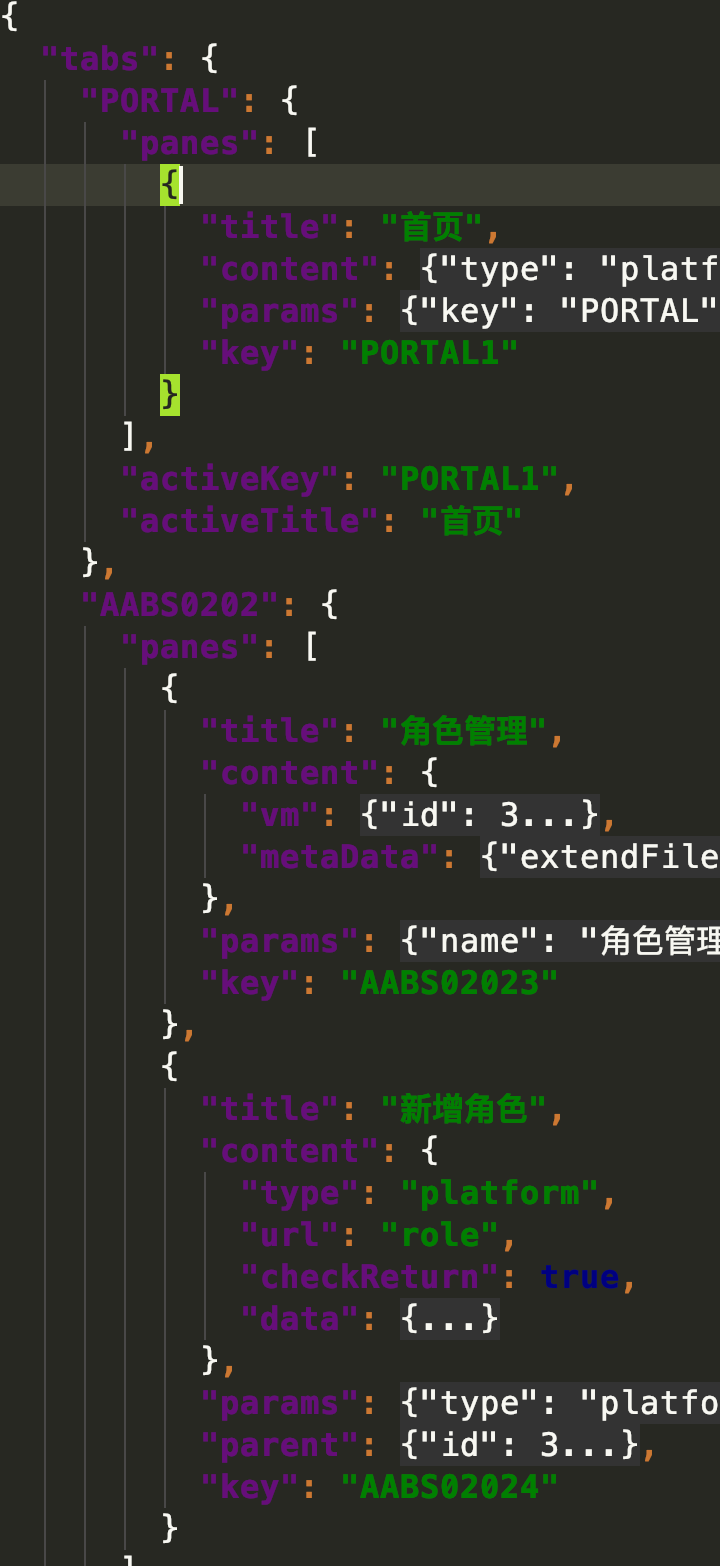 {
"tabs": {
"PORTAL": {
"panes": [
{
"title": "首页",
"content": {"type": "platf
"params": {"key": "PORTAL"
"key": "PORTAL1"
}
],
"activeKey": "PORTAL1",
"activeTitle": "首页"
},
"AABS0202": {
"panes": [
{
"title": "角色管理",
"content": {
"vm": {"id": 3...},
"metaData": {"extendFile
},
"params": {"name": "角色管理
"key": "AABS02023"
},
{
"title": "新增角色",
"content": {
"type": "platform",
"url": "role",
"checkReturn": true,
"data": {...}
},
"params": {"type": "platfo
"parent": {"id": 3...},
"key": "AABS02024"
}
]